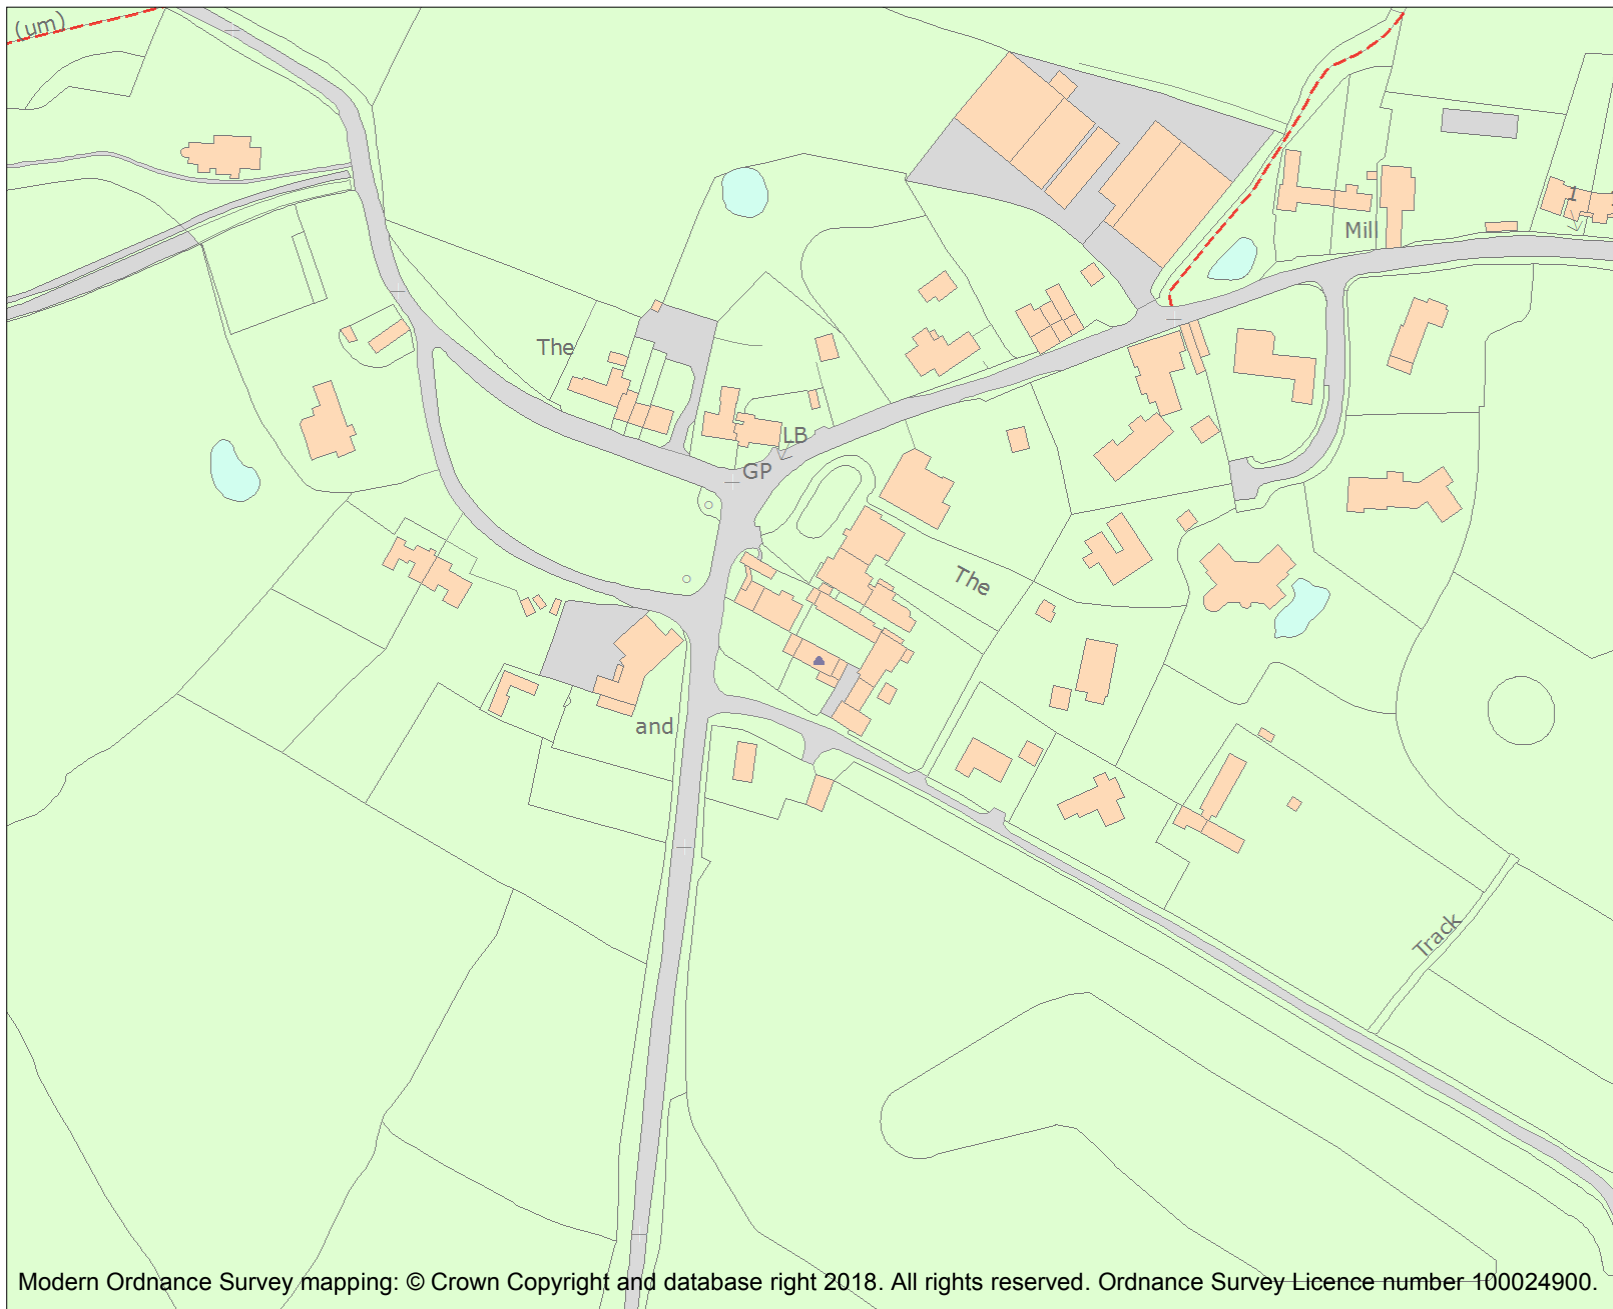 (um)
1
Mill
The
LB
GP
The
and
Track
Modern Ordnance Survey mapping: © Crown Copyright and database right 2018. All rights reserved. Ordnance Survey Licence number 100024900.